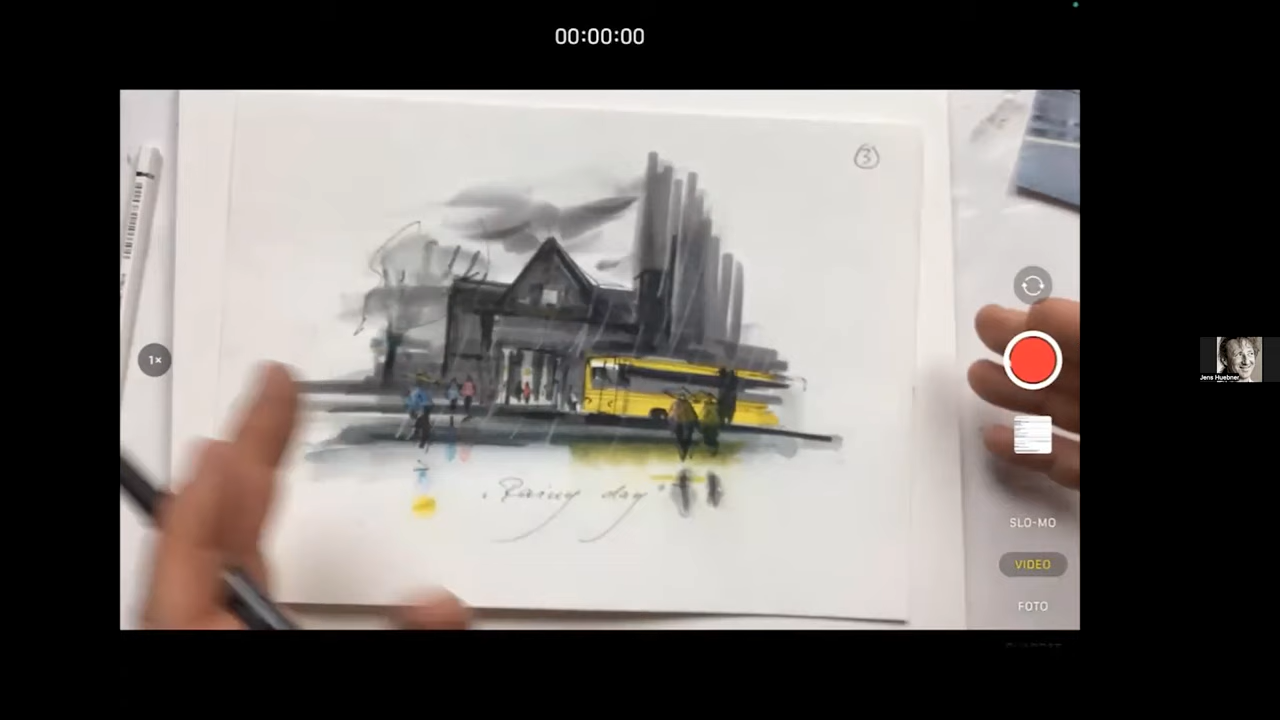 00:00:00
3
1×
Jens Huebner
"Rainy day"
SLO-MO
VIDEO
FOTO